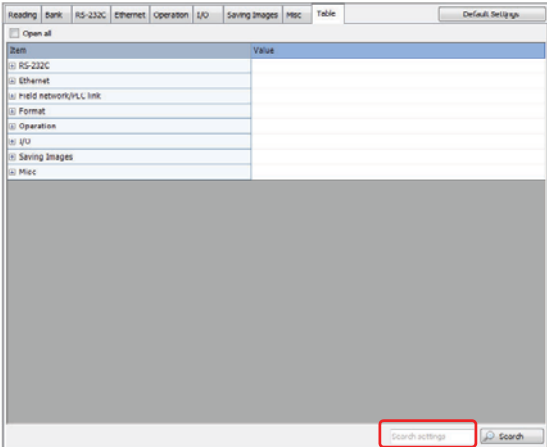 Reading Bank RS-232C Ethernet Operation I/O Saving Images Misc Table Default Settings
Open all
Item Value
RS-232C
Ethernet
Field network/PLC link
Format
Operation
I/O
Saving Images
Misc
Search settings Search